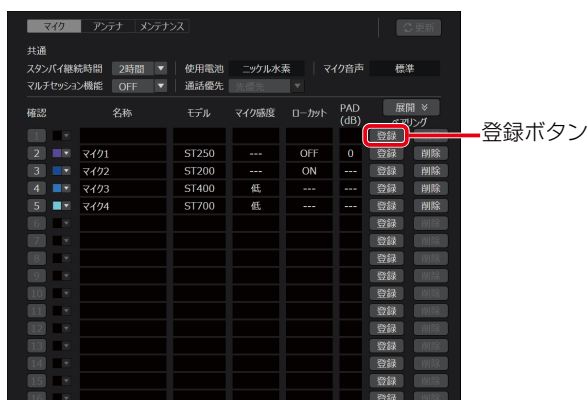 マイク アンテナ メンテナンス 更新
共通
スタンバイ継続時間 2時間 使用電池 ニッケル水素 マイク音声 標準
マルチセッション機能 OFF 通話優先 先優先
確認 名称 モデル マイク感度 ローカット PAD (dB) 展開 ペアリング
1 登録
登録ボタン
2 マイク1 ST250 --- OFF 0 登録 削除
3 マイク2 ST200 --- ON --- 登録 削除
4 マイク3 ST400 低 --- --- 登録 削除
5 マイク4 ST700 低 --- --- 登録 削除
6 登録 削除
7 登録 削除
8 登録 削除
9 登録 削除
10 登録 削除
11 登録 削除
12 登録 削除
13 登録 削除
14 登録 削除
15 登録 削除
16 登録 削除